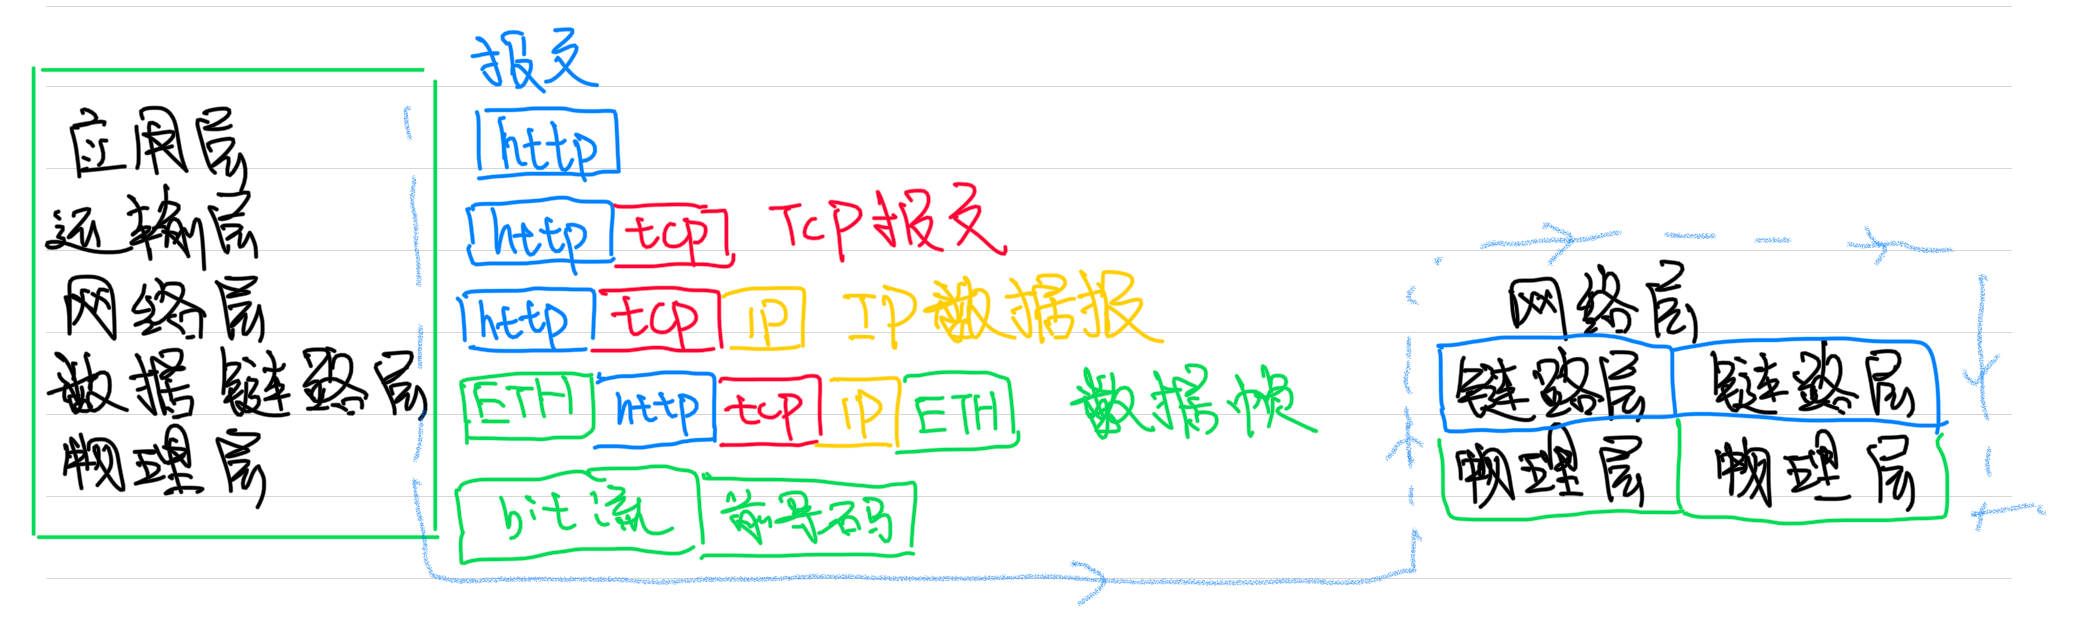 报文
应用层 http
运输层 http tcp TCP报文
网络层 http tcp IP IP数据报
数据链路层 ETH http tcp IP ETH 数据帧
物理层 bit流 前导码
网络层
链路层 链路层
物理层 物理层